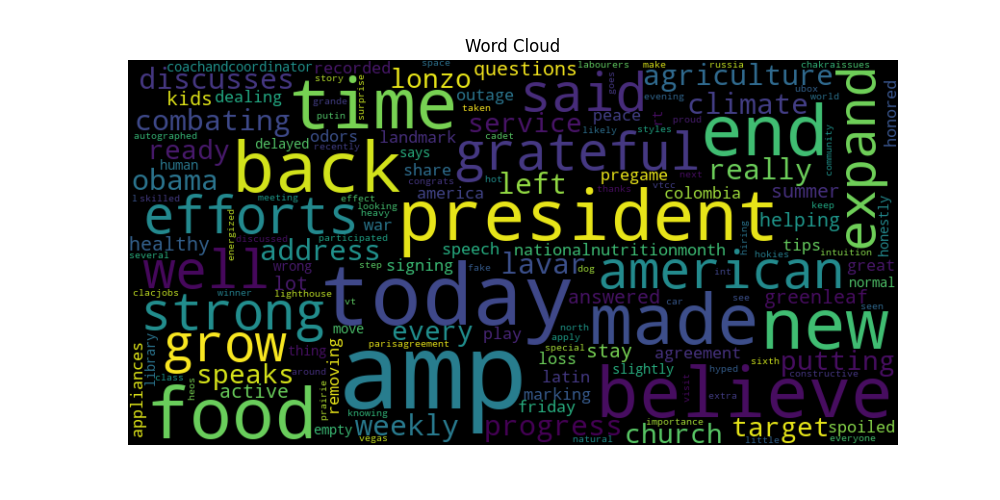 Word Cloud
coachandcoordinator recorded lonzo questions labourers make russia chakraissues
discusses story space agriculture
kids dealing time surprise outage said goes evening ubox world climate expand honored
combating grande putin taken service peace proud
autographed odors landmark cadet likely styles
ready delayed recently says grateful end community
human back share hot pregame really
obama congrats america left thanks next vtcc colombia summer
1skilled meeting effect president keep
efforts looking heavy war helping honestly
energized discussed participated speech nationalnutritionmonth hiring hokies tips intuition
healthy address
several well wrong step signing lavar fake dog american int great
lot today normal
clacjobs winner lighthouse answered car see greenleaf seen
strong vt move every play north made new
library thing parisagreement apply
grow removing amp special stay agreement sixth putting
appliances class around loss slightly hyped constructive
speaks latin believe visit
heos active prairie marking extra
food knowing friday
empty weekly progress importance target spoiled
vegas natural church little everyone